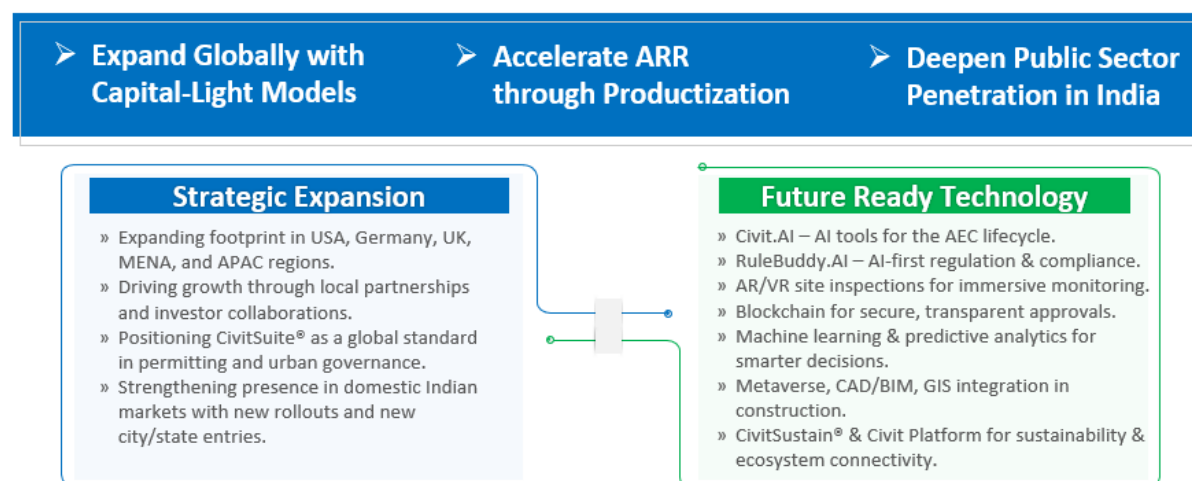 ➢ Expand Globally with
Capital-Light Models
➢ Accelerate ARR
through Productization
➢ Deepen Public Sector
Penetration in India
Strategic Expansion
» Expanding footprint in USA, Germany, UK,
MENA, and APAC regions.
» Driving growth through local partnerships
and investor collaborations.
» Positioning CivitSuite® as a global standard
in permitting and urban governance.
» Strengthening presence in domestic Indian
markets with new rollouts and new
city/state entries.
Future Ready Technology
» Civit.AI – AI tools for the AEC lifecycle.
» RuleBuddy.AI – AI-first regulation & compliance.
» AR/VR site inspections for immersive monitoring.
» Blockchain for secure, transparent approvals.
» Machine learning & predictive analytics for
smarter decisions.
» Metaverse, CAD/BIM, GIS integration in
construction.
» CivitSustain® & Civit Platform for sustainability &
ecosystem connectivity.